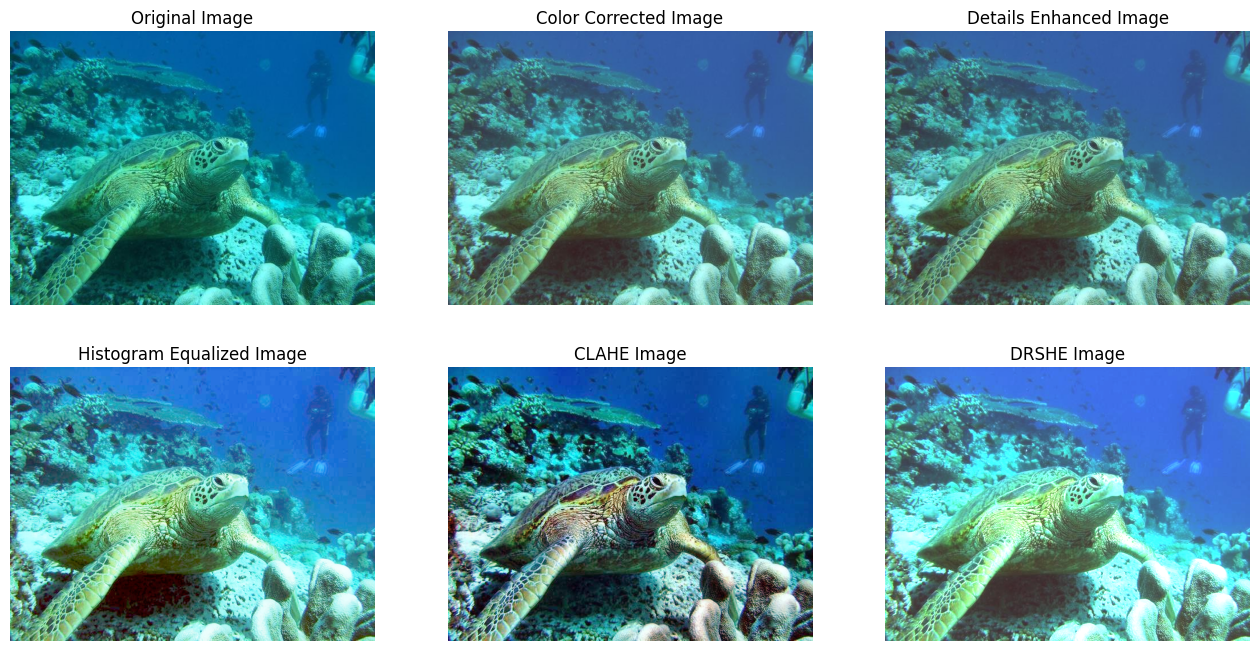 Original Image
Color Corrected Image
Details Enhanced Image
Histogram Equalized Image
CLAHE Image
DRSHE Image